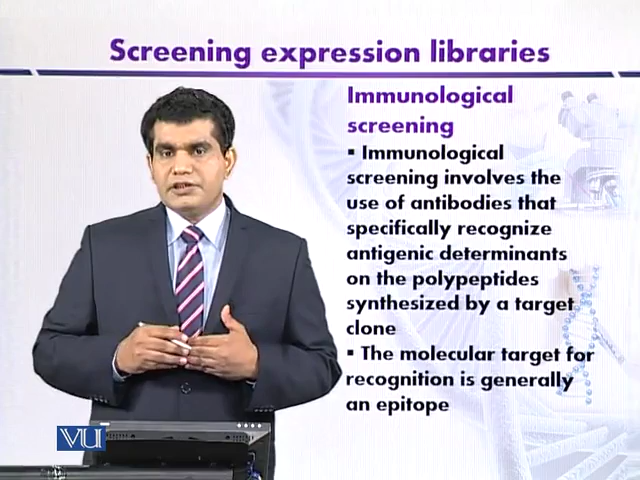 Screening expression libraries
Immunological
screening
▪ Immunological
screening involves the
use of antibodies that
specifically recognize
antigenic determinants
on the polypeptides
synthesized by a target
clone
▪ The molecular target for
recognition is generally
an epitope
VU